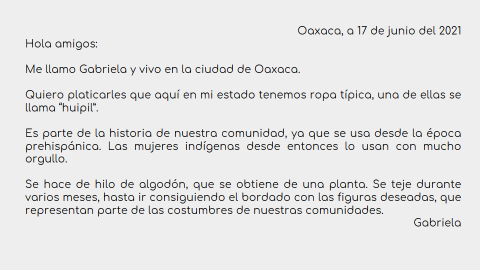 Oaxaca, a 17 de junio del 2021
Hola amigos:
Me llamo Gabriela y vivo en la ciudad de Oaxaca.
Quiero platicarles que aquí en mi estado tenemos ropa típica, una de ellas se
llama “huipil”.
Es parte de la historia de nuestra comunidad, ya que se usa desde la época
prehispánica. Las mujeres indígenas desde entonces lo usan con mucho
orgullo.
Se hace de hilo de algodón, que se obtiene de una planta. Se teje durante
varios meses, hasta ir consiguiendo el bordado con las figuras deseadas, que
representan parte de las costumbres de nuestras comunidades.
Gabriela